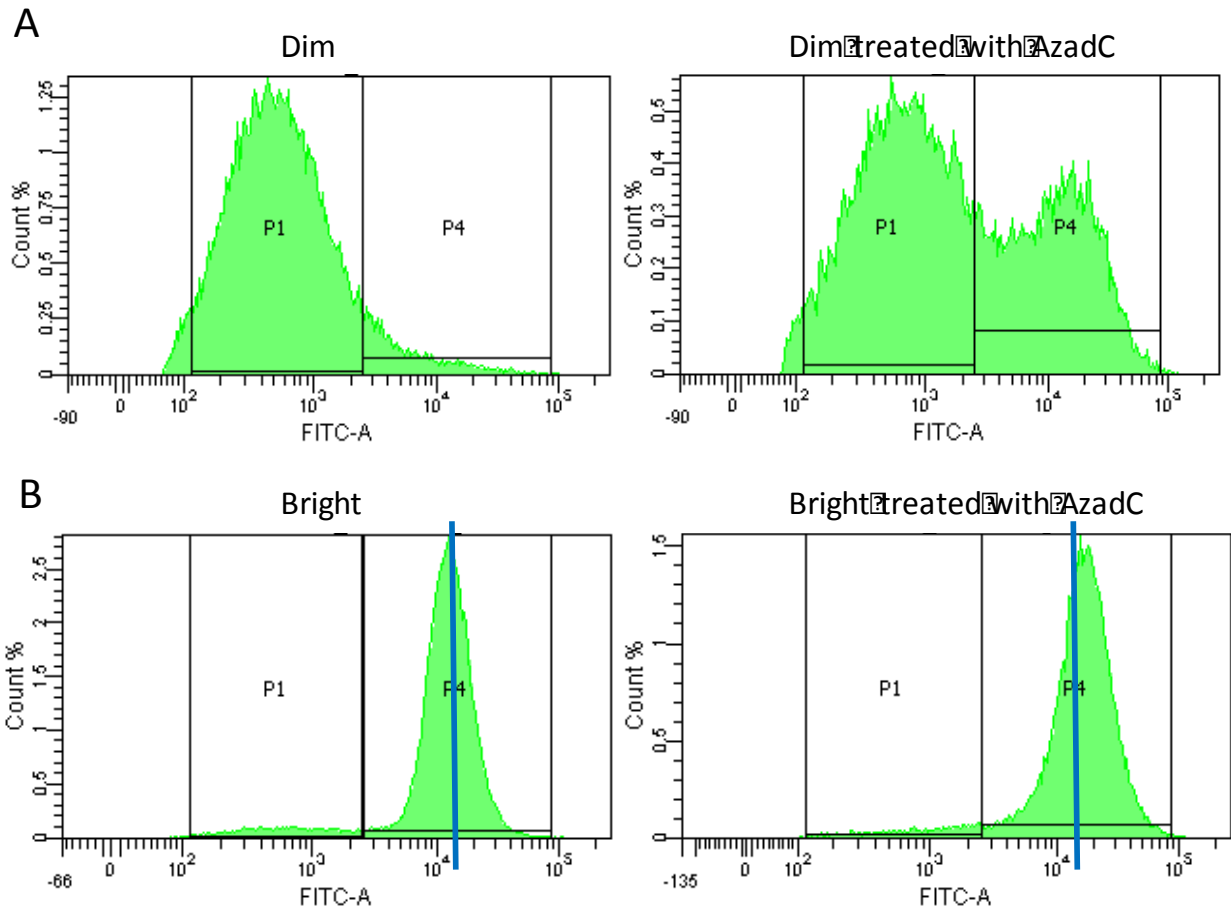 A
Dim
Dim treated with AzadC
Count %
1.25
1
0.75
0.5
0.25
0
P1
P4
-90
0
10²
10³
10⁴
10⁵
FITC-A
Count %
0.5
0.4
0.3
0.2
0.1
0
P1
P4
-90
0
10²
10³
10⁴
10⁵
FITC-A
B
Bright
Bright treated with AzadC
Count %
2.5
2
1.5
1
0.5
0
P1
P4
-66
0
10²
10³
10⁴
10⁵
FITC-A
Count %
1.5
1
0.5
0
P1
P4
-135
0
10²
10³
10⁴
10⁵
FITC-A